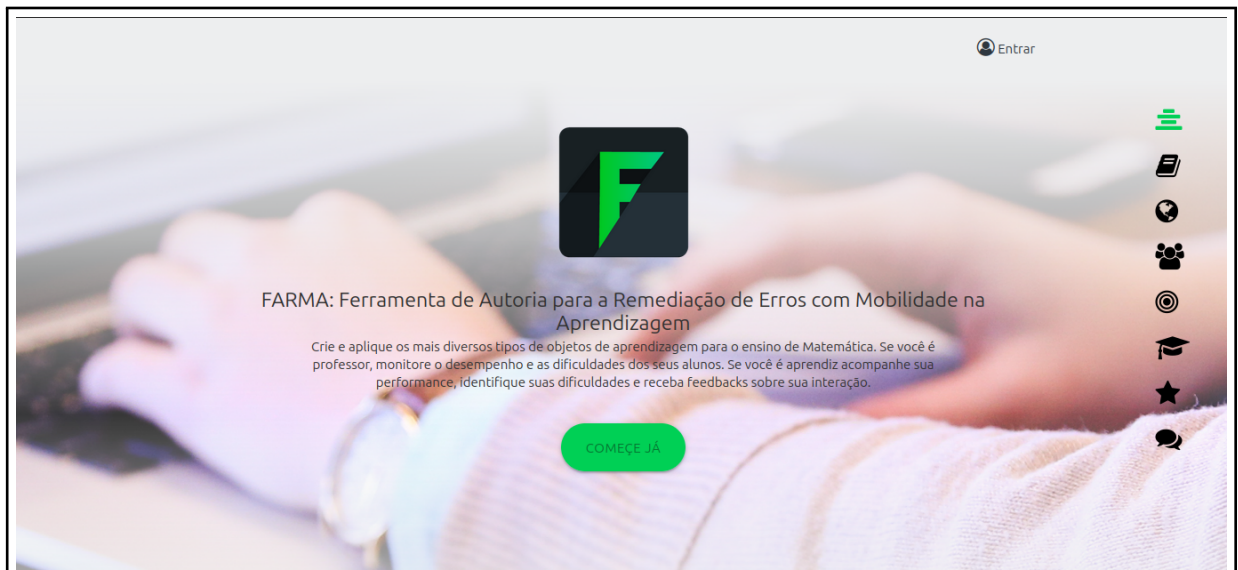 Entrar
FARMA: Ferramenta de Autoria para a Remediação de Erros com Mobilidade na
Aprendizagem
Crie e aplique os mais diversos tipos de objetos de aprendizagem para o ensino de Matemática. Se você é
professor, monitore o desempenho e as dificuldades dos seus alunos. Se você é aprendiz acompanhe sua
performance, identifique suas dificuldades e receba feedbacks sobre sua interação.
COMEÇE JÁ